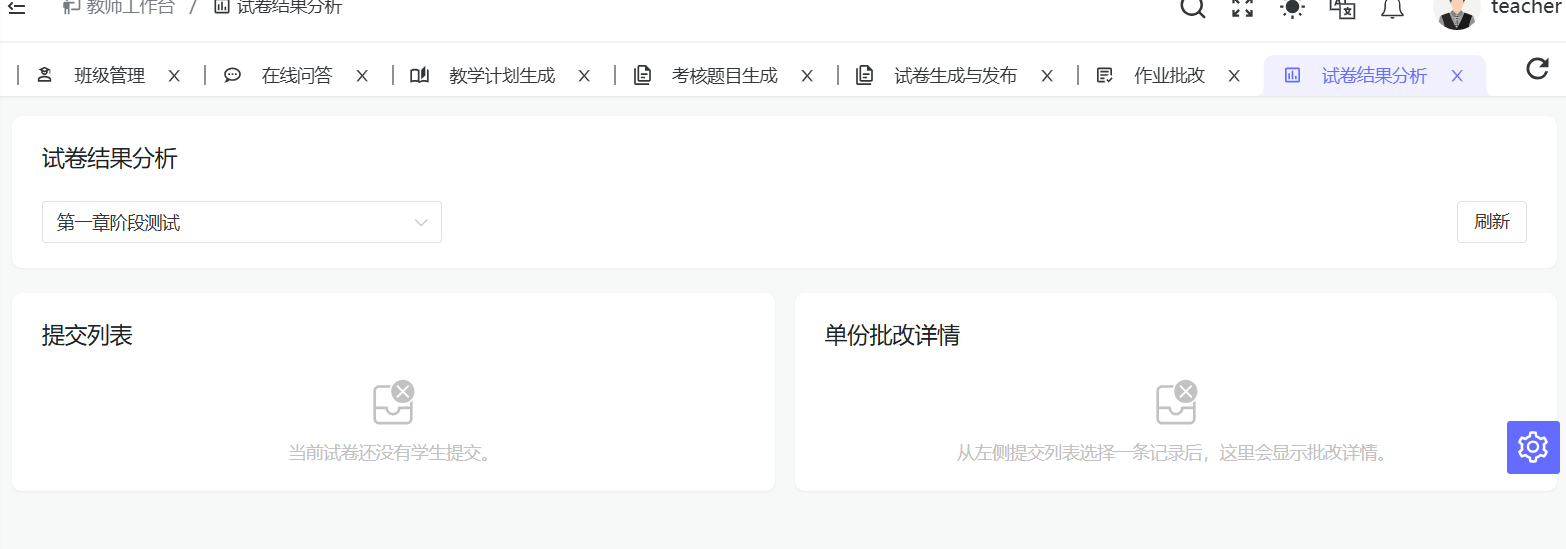 教师工作台 / 试卷结果分析
teacher
班级管理 X 在线问答 X 教学计划生成 X 考核题目生成 X 试卷生成与发布 X 作业批改 X 试卷结果分析 X
试卷结果分析
第一章阶段测试
刷新
提交列表
单份批改详情
当前试卷还没有学生提交。
从左侧提交列表选择一条记录后，这里会显示批改详情。